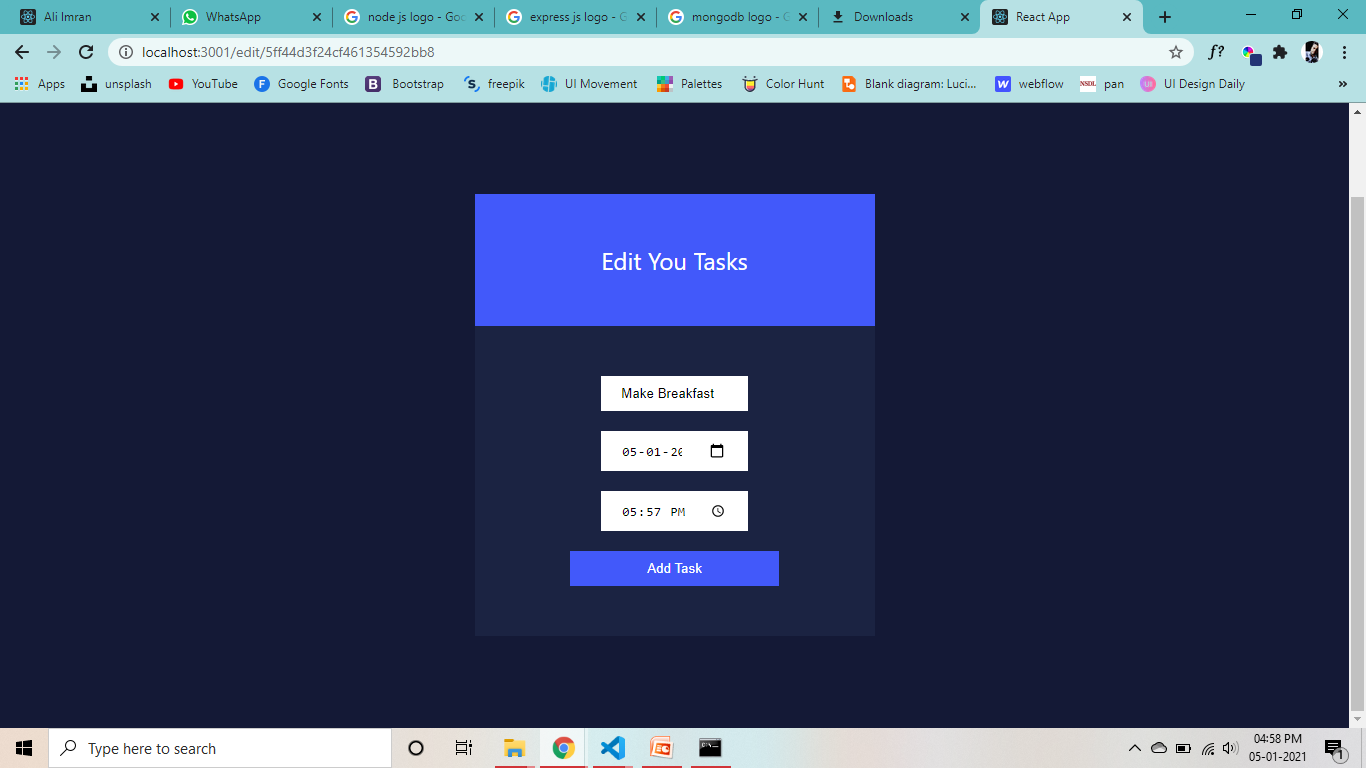 Ali Imran
WhatsApp
node js logo - Goo
express js logo - G
mongodb logo - G
Downloads
React App
localhost:3001/edit/5ff44d3f24cf461354592bb8
f?
Apps
unsplash
YouTube
Google Fonts
Bootstrap
freepik
UI Movement
Palettes
Color Hunt
Blank diagram: Luci...
webflow
NSDL
pan
UI Design Daily
»
Edit You Tasks
Make Breakfast
05-01-20
05:57 PM
Add Task
Type here to search
04:58 PM
05-01-2021
1